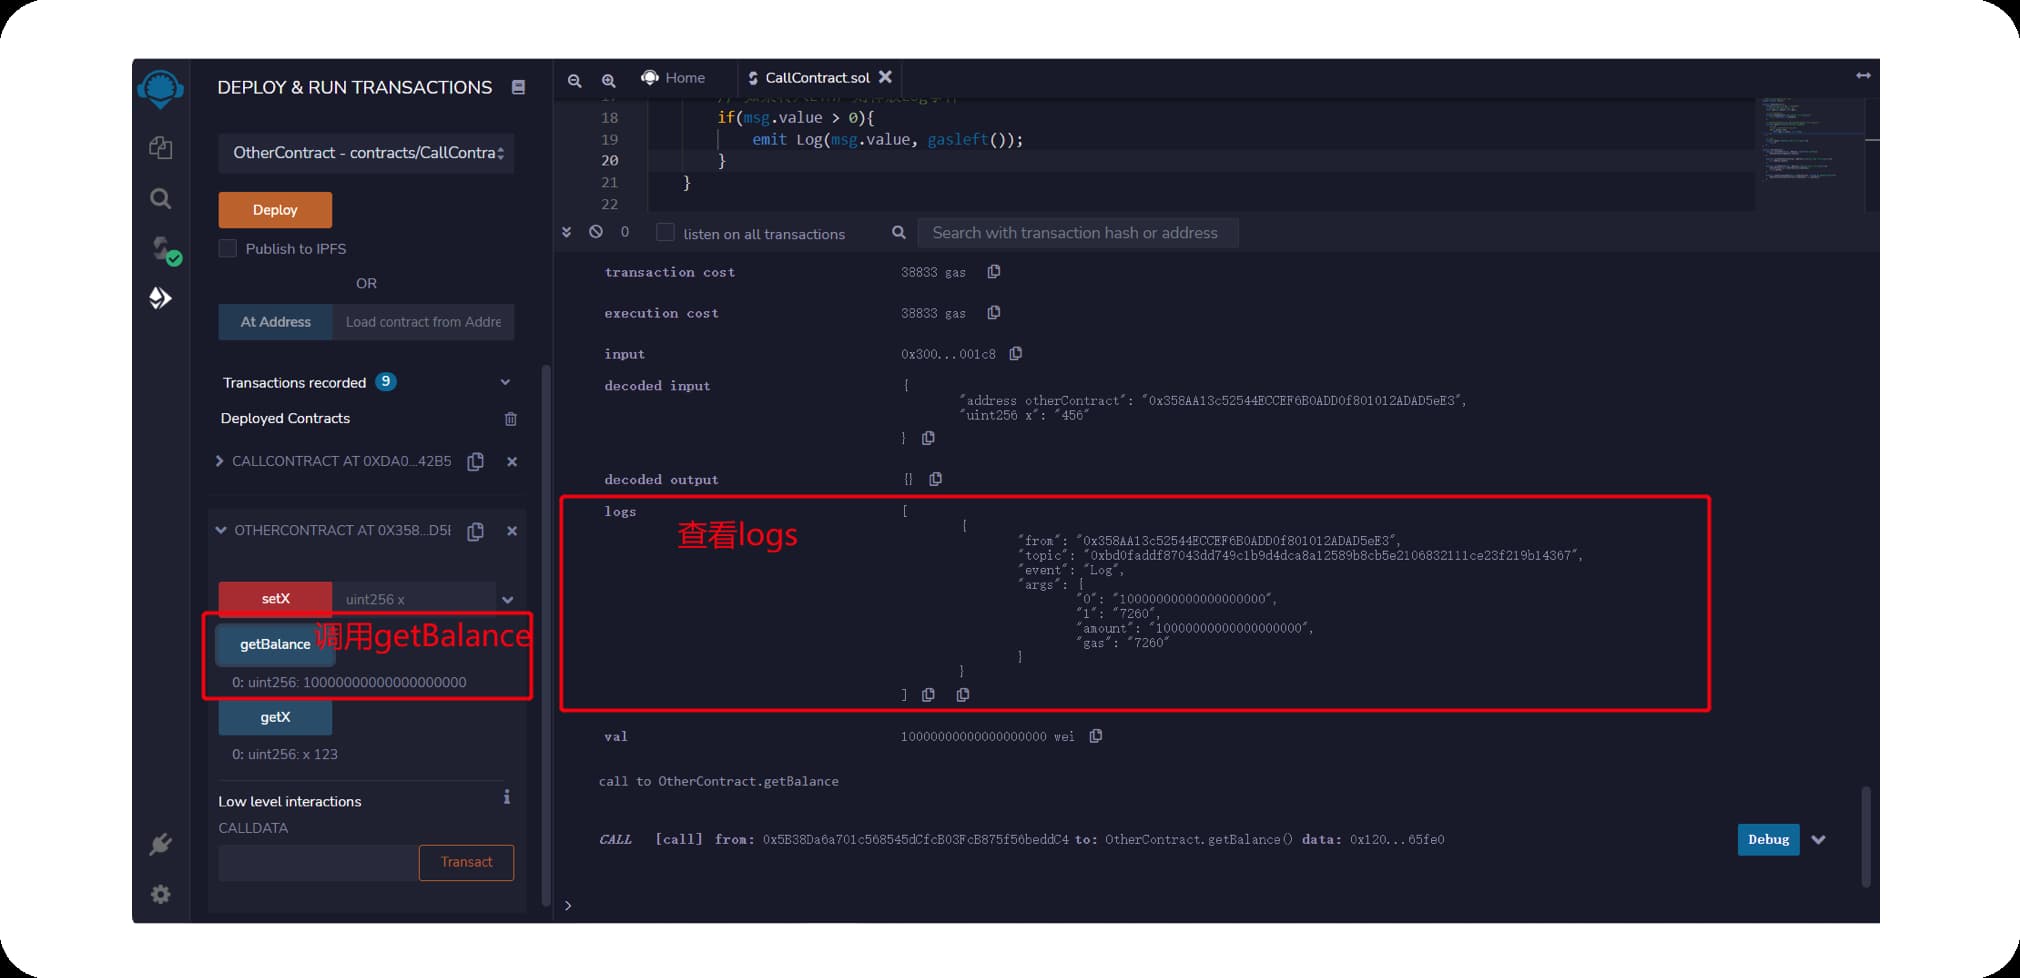 DEPLOY & RUN TRANSACTIONS
OtherContract - contracts/CallContra
Deploy
Publish to IPFS
OR
At Address
Load contract from Addre
Transactions recorded 9
Deployed Contracts
CALLCONTRACT AT 0XDA0...42B5
OTHERCONTRACT AT 0X358...D5I
setX
uint256 x
getBalance
调用getBalance
0: uint256: 10000000000000000000
getX
0: uint256: x 123
Low level interactions
CALLDATA
Transact
Home
CallContract.sol
18 if(msg.value > 0){
19 emit Log(msg.value, gasleft());
20 }
21 }
22
0
listen on all transactions
Search with transaction hash or address
transaction cost 38833 gas
execution cost 38833 gas
input 0x300...001c8
decoded input {
"address otherContract": "0x358AA13c52544ECCEF6B0ADD0f801012ADAD5eE3",
"uint256 x": "456"
}
decoded output {}
logs [
查看logs
{
"from": "0x358AA13c52544ECCEF6B0ADD0f801012ADAD5eE3",
"topic": "0xbd0faddf87043dd749c1b9d4dca8a12589b8cb5e2106832111ce23f219b14367",
"event": "Log",
"args": {
"0": "10000000000000000000",
"1": "7260",
"amount": "10000000000000000000",
"gas": "7260"
}
}
]
val 10000000000000000000 wei
call to OtherContract.getBalance
CALL [call] from: 0x5B38Da6a701c568545dCfcB03FcB875f56beddC4 to: OtherContract.getBalance() data: 0x120...65fe0
Debug
>